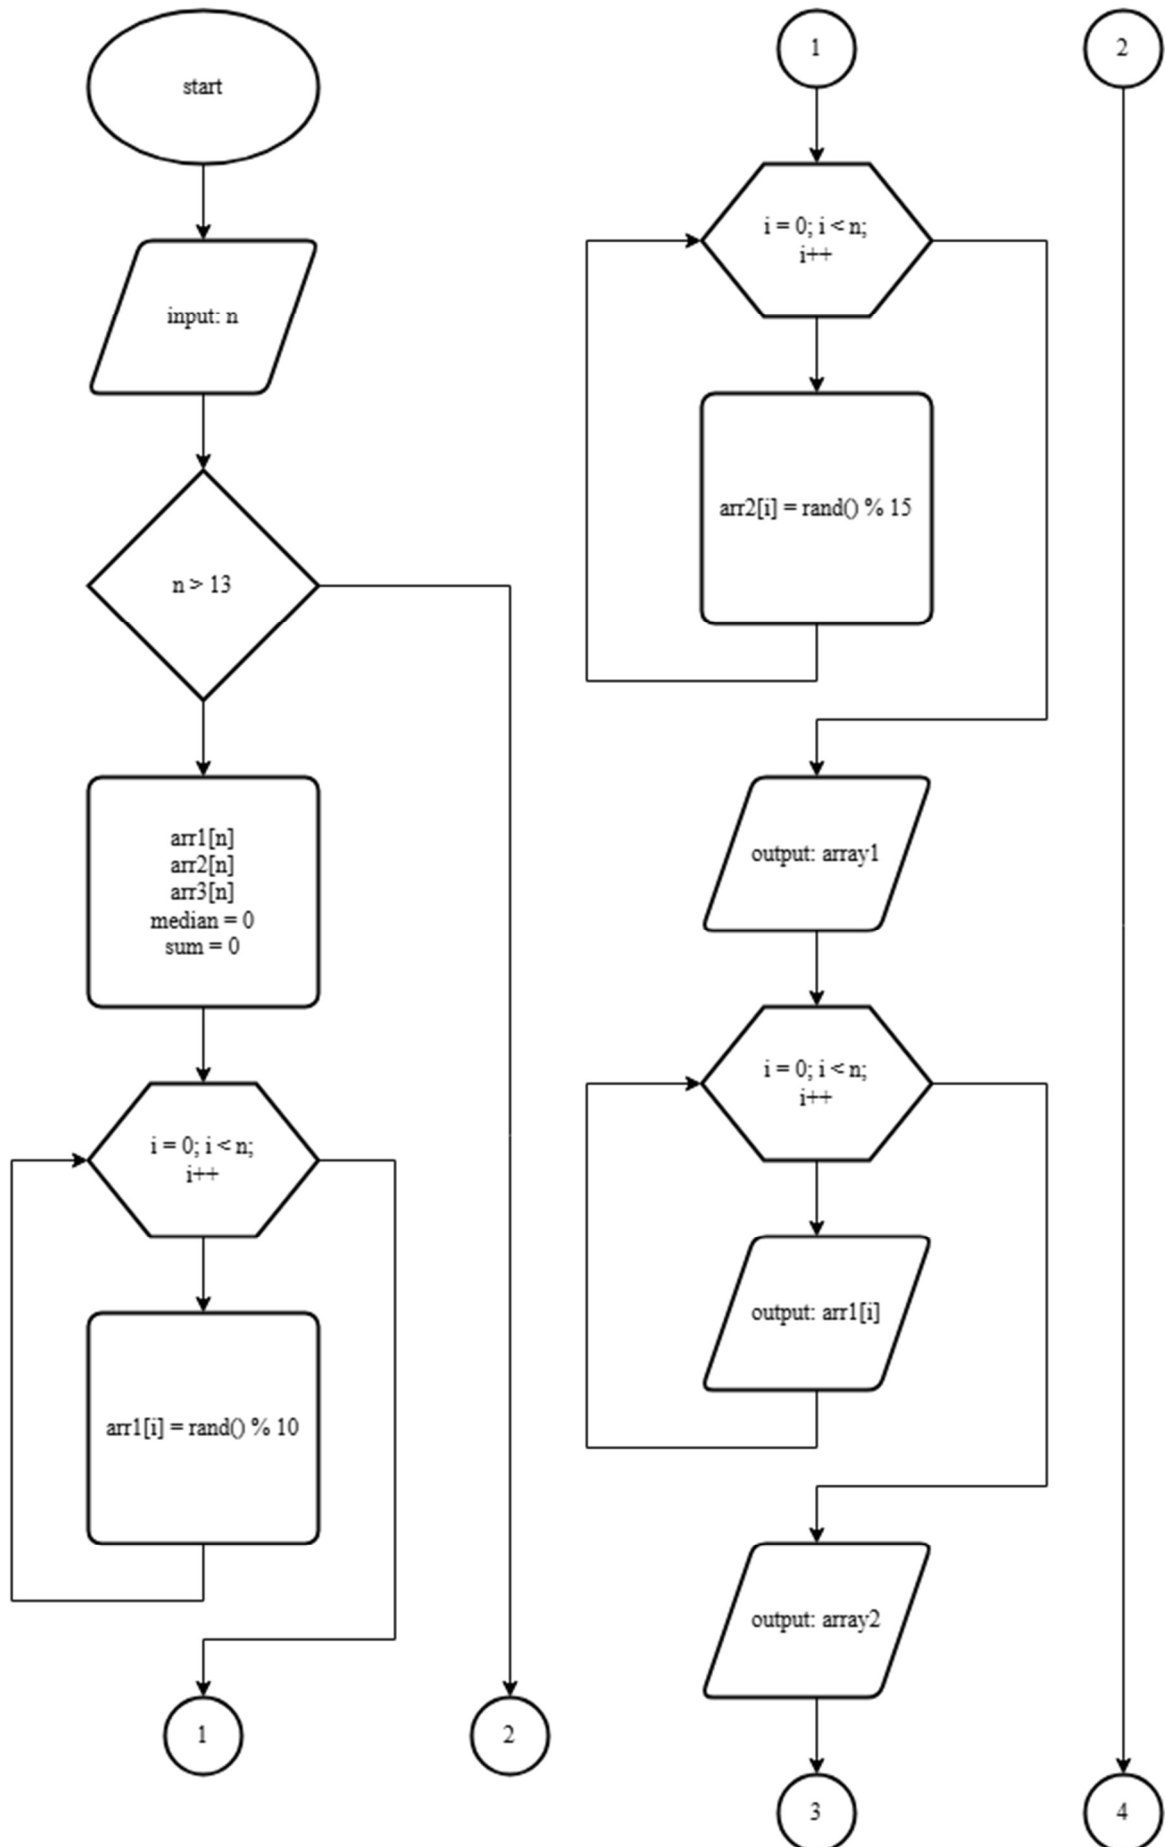 start
input: n
n > 13
arr1[n]
arr2[n]
arr3[n]
median = 0
sum = 0
i = 0; i < n;
i++
arr1[i] = rand() % 10
1
2
1
i = 0; i < n;
i++
arr2[i] = rand() % 15
output: array1
i = 0; i < n;
i++
output: arr1[i]
output: array2
3
2
4